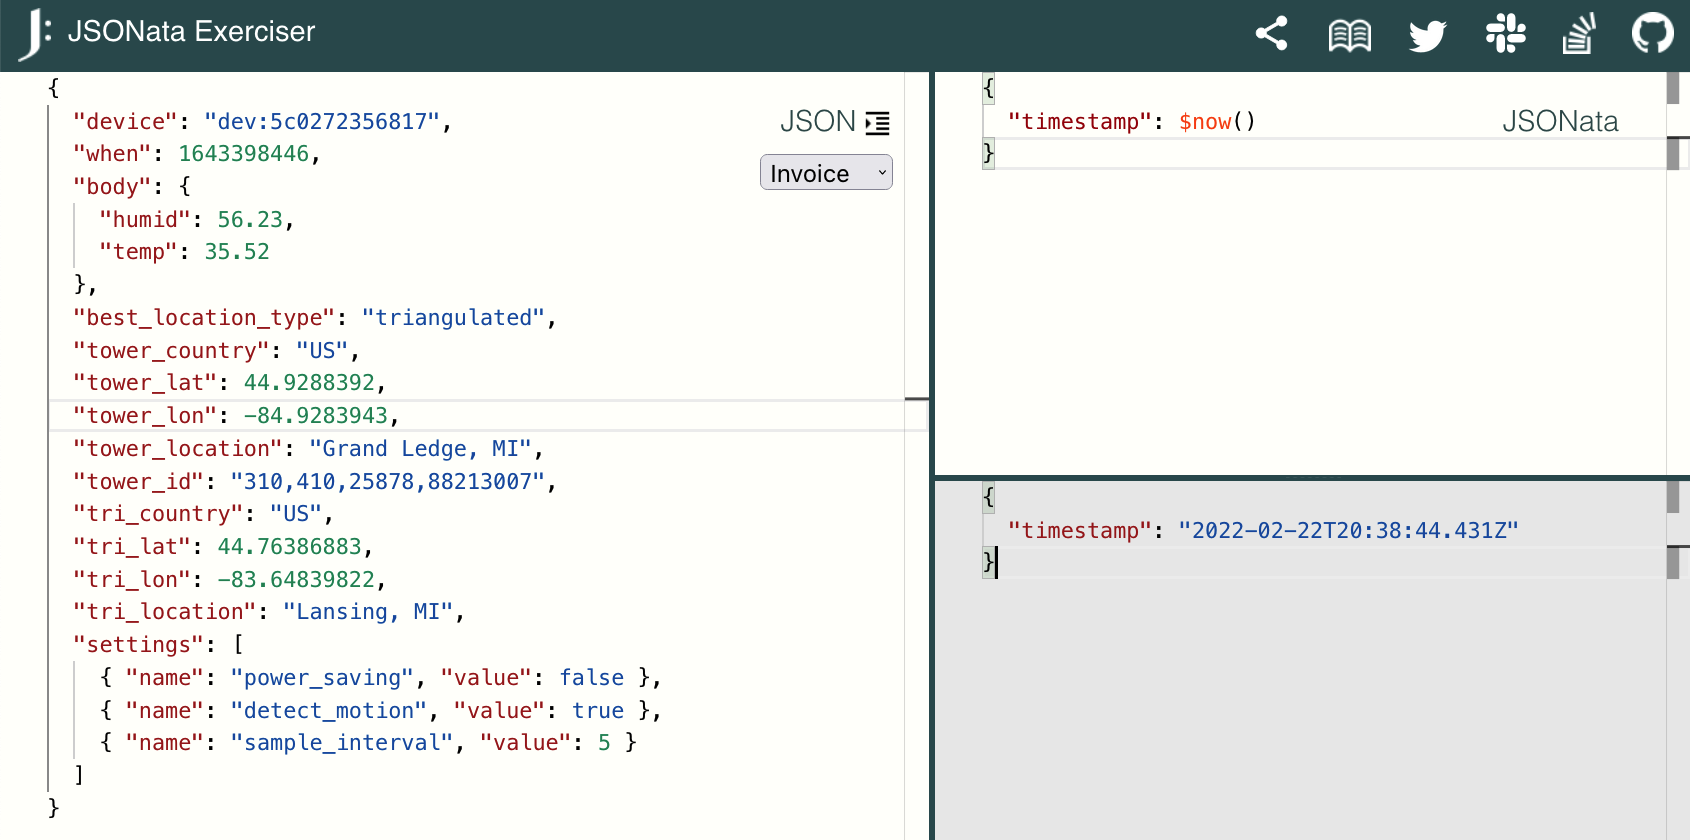 JSONata Exerciser
{
"device": "dev:5c0272356817",
"when": 1643398446,
"body": {
"humid": 56.23,
"temp": 35.52
},
"best_location_type": "triangulated",
"tower_country": "US",
"tower_lat": 44.9288392,
"tower_lon": -84.9283943,
"tower_location": "Grand Ledge, MI",
"tower_id": "310,410,25878,88213007",
"tri_country": "US",
"tri_lat": 44.76386883,
"tri_lon": -83.64839822,
"tri_location": "Lansing, MI",
"settings": [
{ "name": "power_saving", "value": false },
{ "name": "detect_motion", "value": true },
{ "name": "sample_interval", "value": 5 }
]
}
JSON
Invoice
{
"timestamp": $now()
}
JSONata
{
"timestamp": "2022-02-22T20:38:44.431Z"
}